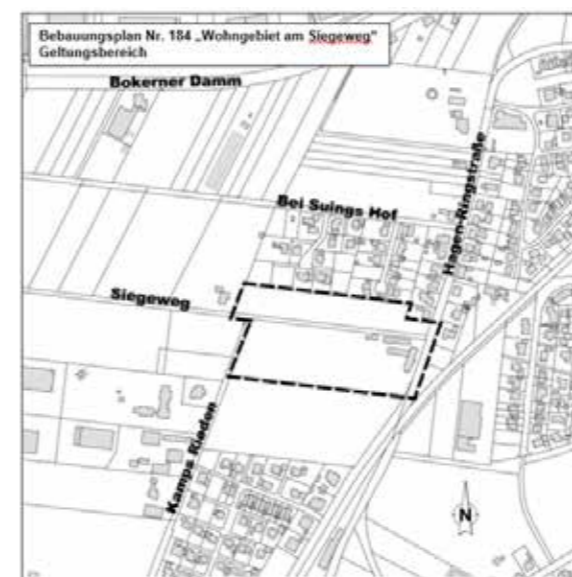 Bebauungsplan Nr. 184 „Wohngebiet am Siegeweg“
Geltungsbereich
Bokerner Damm
Hagen-Ringstraße
Bei Suings Hof
Siegeweg
Kamps Rieden
N